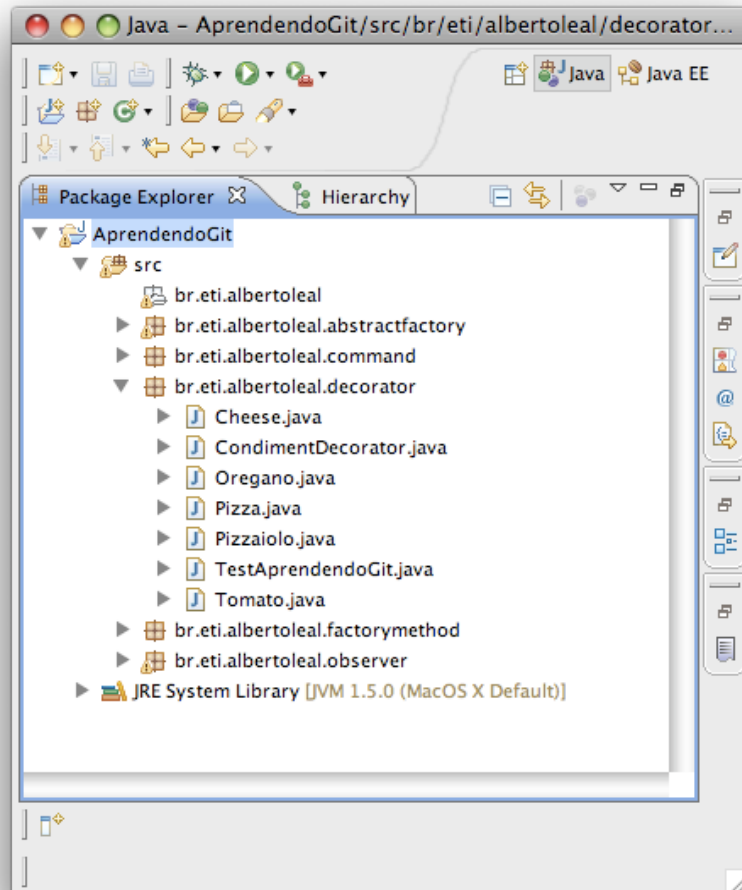 Java – AprendendoGit/src/br/eti/albertoleal/decorator...
Java Java EE
Package Explorer Hierarchy
AprendendoGit
src
br.eti.albertoleal
br.eti.albertoleal.abstractfactory
br.eti.albertoleal.command
br.eti.albertoleal.decorator
Cheese.java
CondimentDecorator.java
Oregano.java
Pizza.java
Pizzaiolo.java
TestAprendendoGit.java
Tomato.java
br.eti.albertoleal.factorymethod
br.eti.albertoleal.observer
JRE System Library [JVM 1.5.0 (MacOS X Default)]